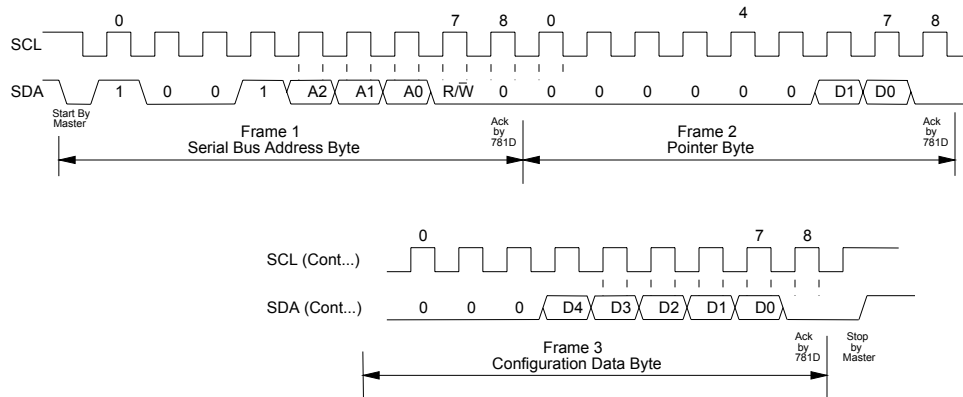 0 7 8 0 4 7 8
SCL
SDA 1 0 0 1 A2 A1 A0 R/W̅ 0 0 0 0 0 0 0 D1 D0
Start By
Master
Ack
by
781D
Ack
by
781D
Frame 1
Serial Bus Address Byte
Frame 2
Pointer Byte
0 7 8
SCL (Cont...)
SDA (Cont...) 0 0 0 D4 D3 D2 D1 D0
Ack
by
781D
Stop
by
Master
Frame 3
Configuration Data Byte